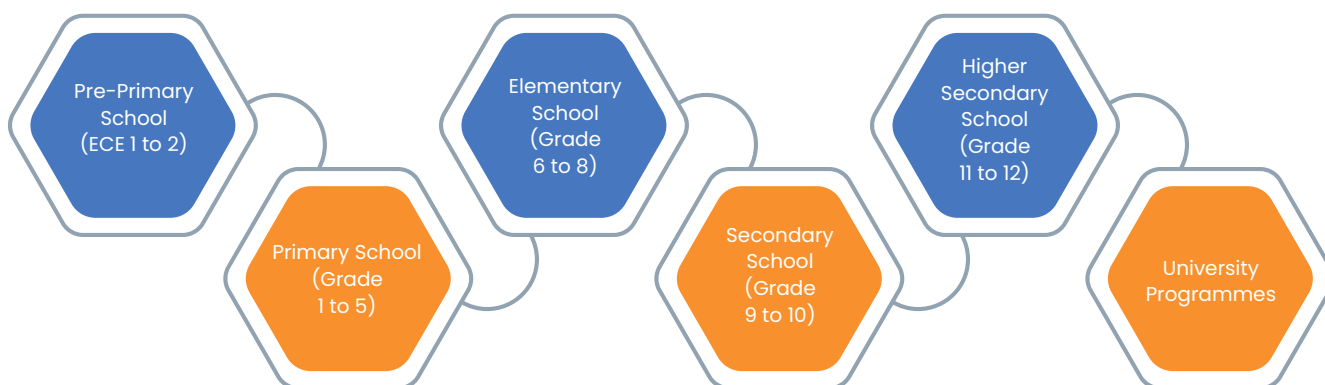 Pre-Primary
School
(ECE 1 to 2)
Primary School
(Grade
1 to 5)
Elementary
School
(Grade
6 to 8)
Secondary
School
(Grade
9 to 10)
Higher
Secondary
School
(Grade
11 to 12)
University
Programmes